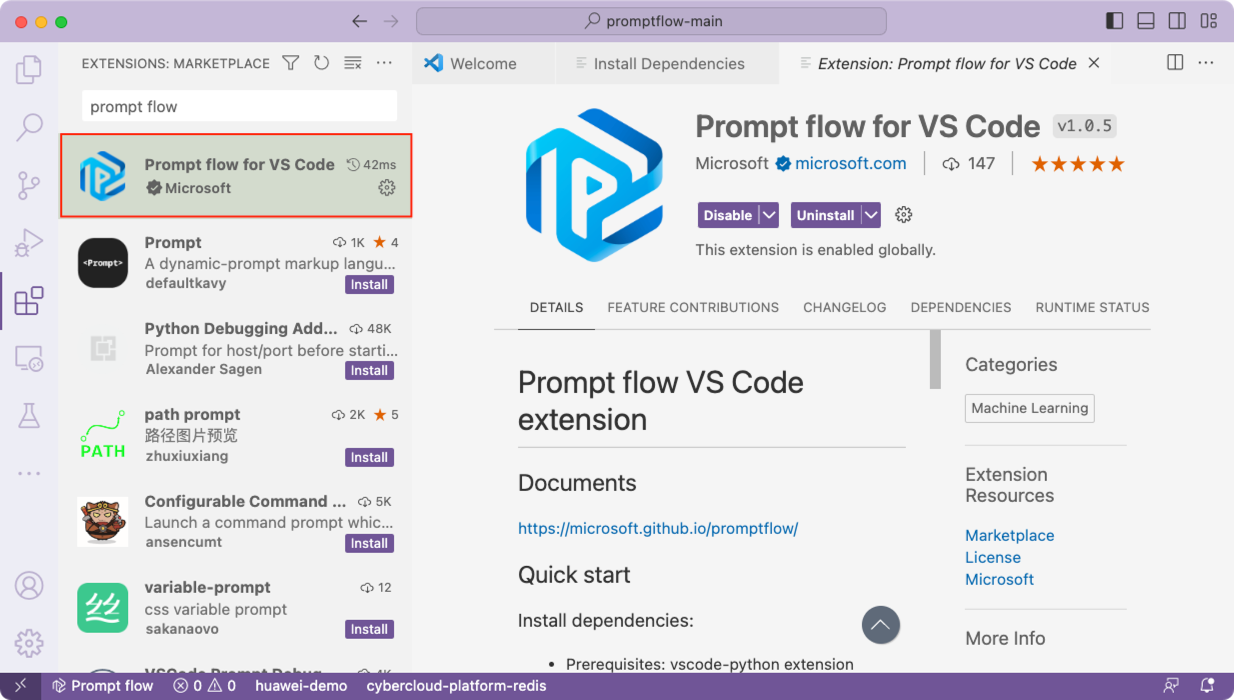 promptflow-main
EXTENSIONS: MARKETPLACE
prompt flow
Prompt flow for VS Code 42ms
Microsoft
<Prompt>
Prompt 1K ★ 4
A dynamic-prompt markup langu...
defaultkavy Install
Python Debugging Add... 48K
Prompt for host/port before starti...
Alexander Sagen Install
PATH
path prompt 2K ★ 5
路径图片预览
zhuxiuxiang Install
Configurable Command ... 5K
Launch a command prompt whic...
ansencumt Install
丝
variable-prompt 12
css variable prompt
sakanaovo Install
VSCode Prompt Debug... 4K
Welcome
Install Dependencies
Extension: Prompt flow for VS Code
Prompt flow for VS Code v1.0.5
Microsoft microsoft.com 147 ★★★★★
Disable Uninstall
This extension is enabled globally.
DETAILS FEATURE CONTRIBUTIONS CHANGELOG DEPENDENCIES RUNTIME STATUS
Prompt flow VS Code
extension
Documents
https://microsoft.github.io/promptflow/
Quick start
Install dependencies:
• Prerequisites: vscode-python extension
Categories
Machine Learning
Extension
Resources
Marketplace
License
Microsoft
More Info
Prompt flow 0 0 huawei-demo cybercloud-platform-redis